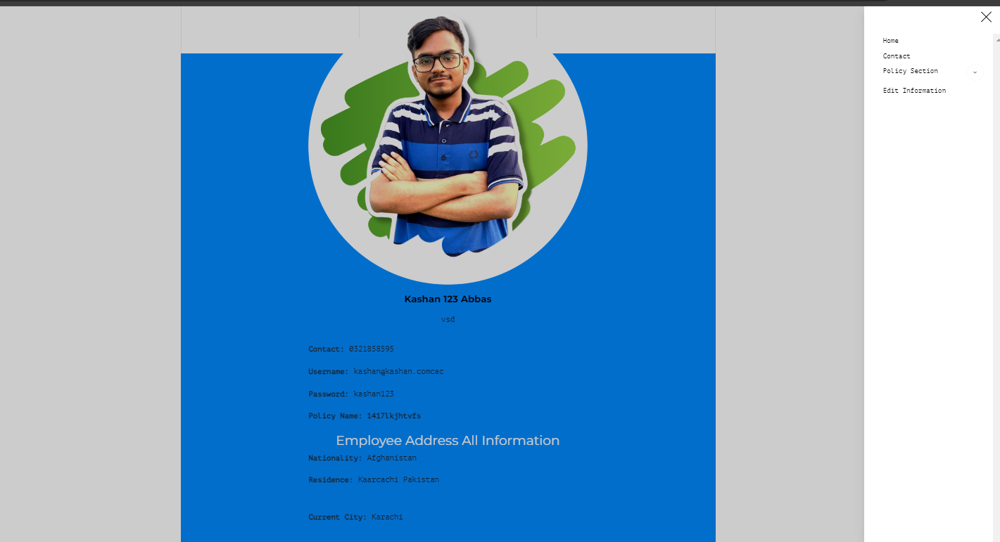 Home
Contact
Policy Section
Edit Information
Kashan 123 Abbas
vsd
Contact: 0321858595
Username: kashan@kashan.comcac
Password: kashan123
Policy Name: 1417lkjhtvfs
Employee Address All Information
Nationality: Afghanistan
Residence: Kaarcachi Pakistan
Current City: Karachi